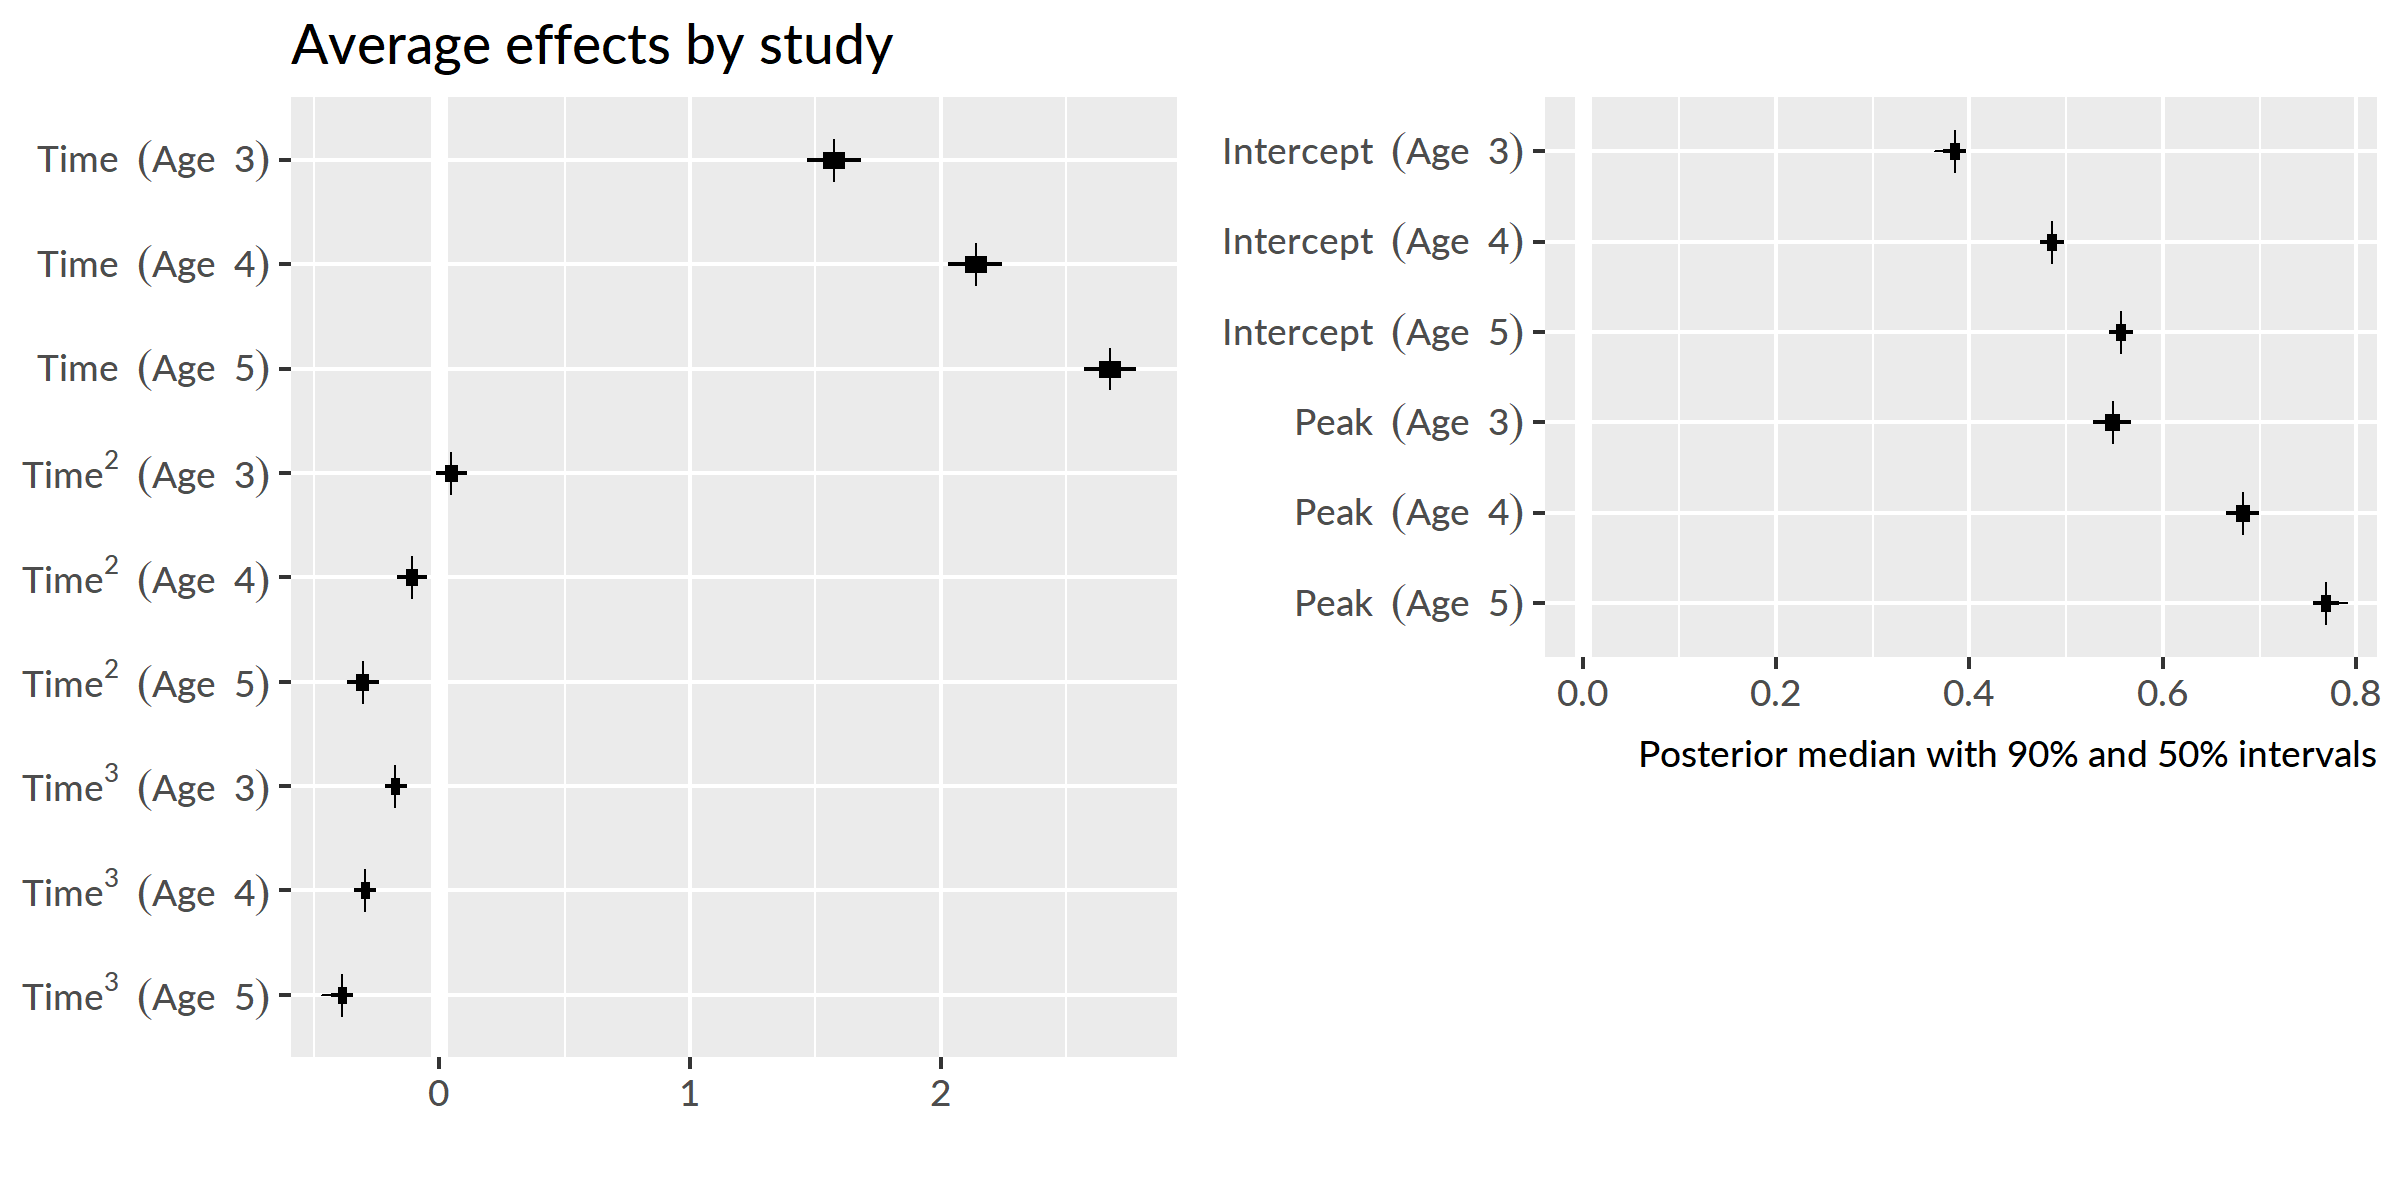 Average effects by study
Time (Age 3)
Time (Age 4)
Time (Age 5)
Time² (Age 3)
Time² (Age 4)
Time² (Age 5)
Time³ (Age 3)
Time³ (Age 4)
Time³ (Age 5)
0 1 2
Intercept (Age 3)
Intercept (Age 4)
Intercept (Age 5)
Peak (Age 3)
Peak (Age 4)
Peak (Age 5)
0.0 0.2 0.4 0.6 0.8
Posterior median with 90% and 50% intervals